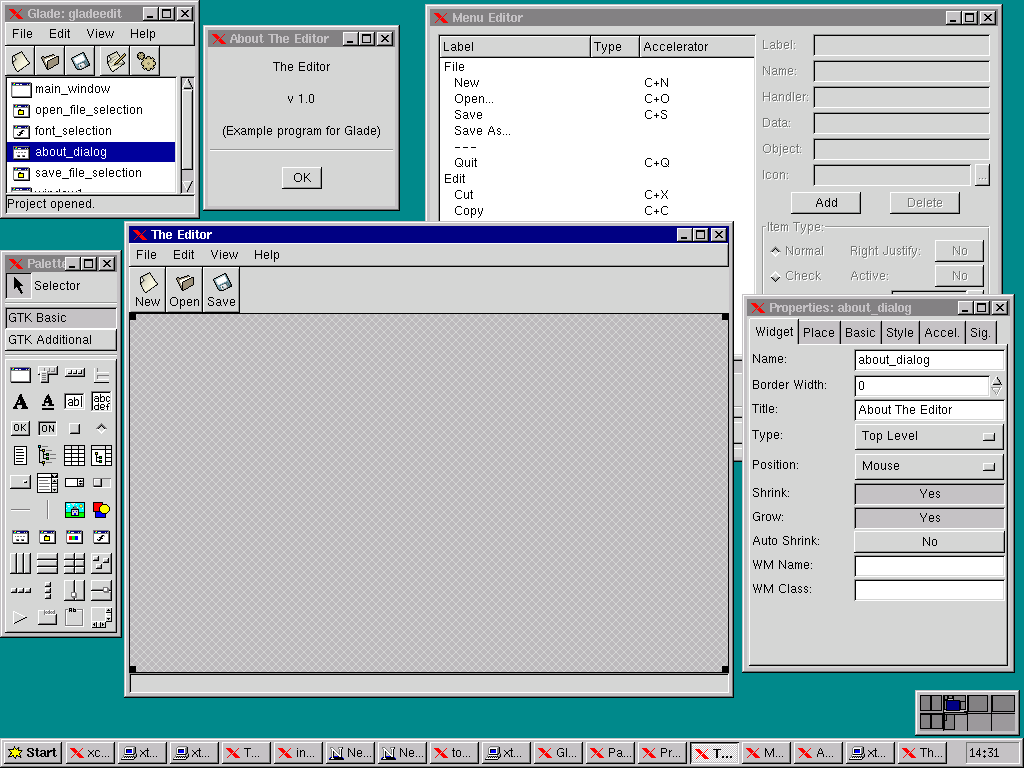 Glade: gladeedit
File Edit View Help
main_window
open_file_selection
font_selection
about_dialog
save_file_selection
Project opened.
About The Editor
The Editor
v 1.0
(Example program for Glade)
OK
Menu Editor
Label Type Accelerator
File
New C+N
Open... C+O
Save C+S
Save As...
---
Quit C+Q
Edit
Cut C+X
Copy C+C
Label:
Name:
Handler:
Data:
Object:
Icon:
...
Add Delete
Item Type:
Normal Right Justify: No
Check Active: No
Palett
Selector
GTK Basic
GTK Additional
A A ab| abc def
OK ON
The Editor
File Edit View Help
New Open Save
Properties: about_dialog
Widget Place Basic Style Accel. Sig.
Name: about_dialog
Border Width: 0
Title: About The Editor
Type: Top Level
Position: Mouse
Shrink: Yes
Grow: Yes
Auto Shrink: No
WM Name:
WM Class:
Start xc... xt... xt... T... in... Ne... Ne... to... xt... Gl... Pa... Pr... T... M... A... xt... Th... 14:31